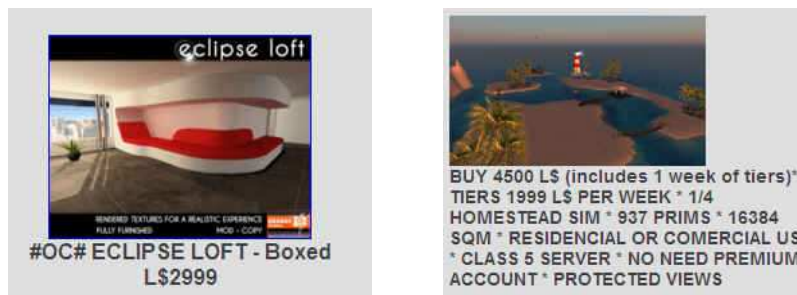 eclipse loft
RENDERED TEXTURES FOR A REALISTIC EXPERIENCE
FULLY FURNISHED MOD - COPY
#OC# ECLIPSE LOFT - Boxed
L$2999
BUY 4500 L$ (includes 1 week of tiers)*
TIERS 1999 L$ PER WEEK * 1/4
HOMESTEAD SIM * 937 PRIMS * 16384
SQM * RESIDENCIAL OR COMERCIAL US
* CLASS 5 SERVER * NO NEED PREMIUM
ACCOUNT * PROTECTED VIEWS